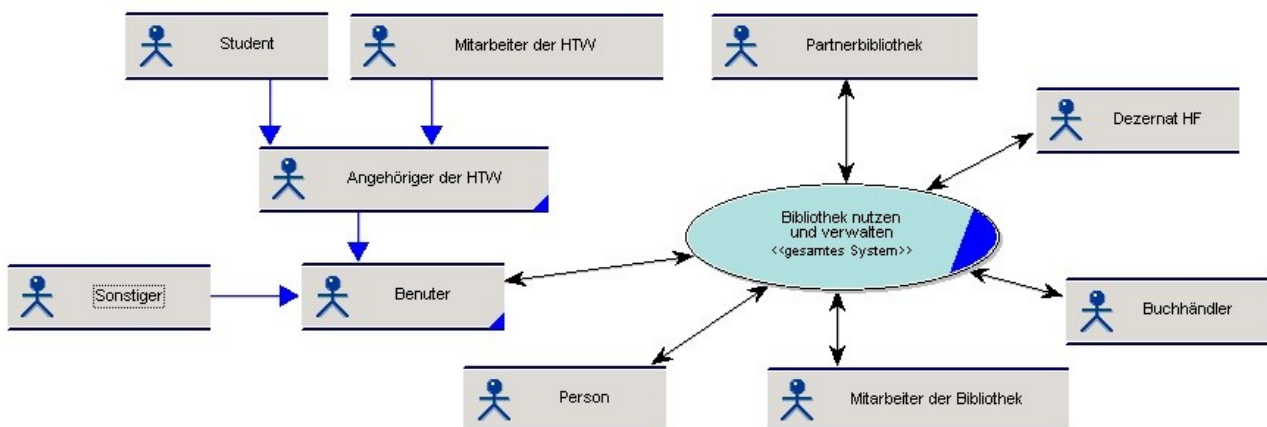 Student
Mitarbeiter der HTW
Partnerbibliothek
Dezernat HF
Angehöriger der HTW
Bibliothek nutzen
und verwalten
<<gesamtes System>>
Sonstiger
Benuter
Buchhändler
Person
Mitarbeiter der Bibliothek